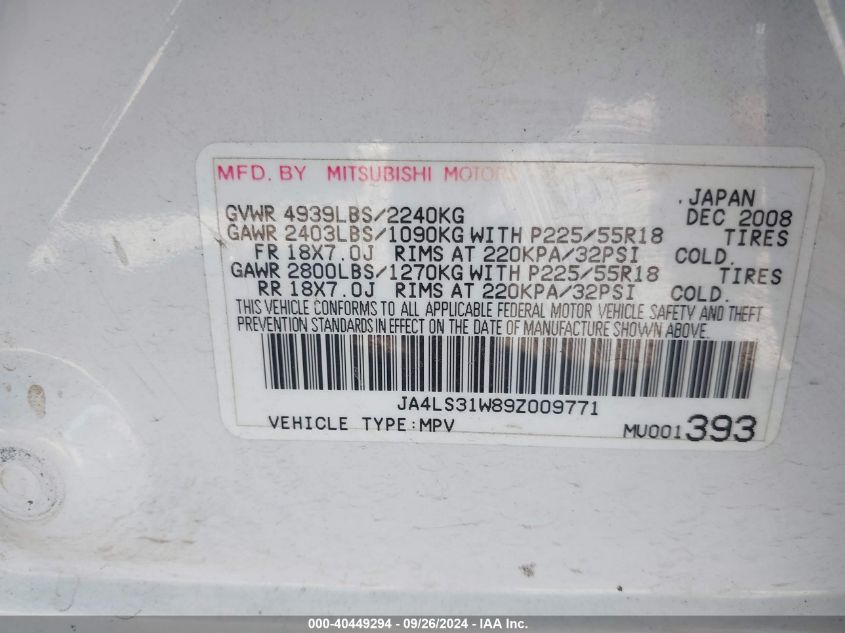 MFD. BY MITSUBISHI MOTORS
.JAPAN
GVWR 4939LBS/2240KG DEC 2008
GAWR 2403LBS/1090KG WITH P225/55R18 TIRES
FR 18X7.0J RIMS AT 220KPA/32PSI COLD.
GAWR 2800LBS/1270KG WITH P225/55R18 TIRES
RR 18X7.0J RIMS AT 220KPA/32PSI COLD.
THIS VEHICLE CONFORMS TO ALL APPLICABLE FEDERAL MOTOR VEHICLE SAFETY AND THEFT
PREVENTION STANDARDS IN EFFECT ON THE DATE OF MANUFACTURE SHOWN ABOVE.
JA4LS31W89Z009771
VEHICLE TYPE:MPV MU001393
000-40449294 - 09/26/2024 - IAA Inc.